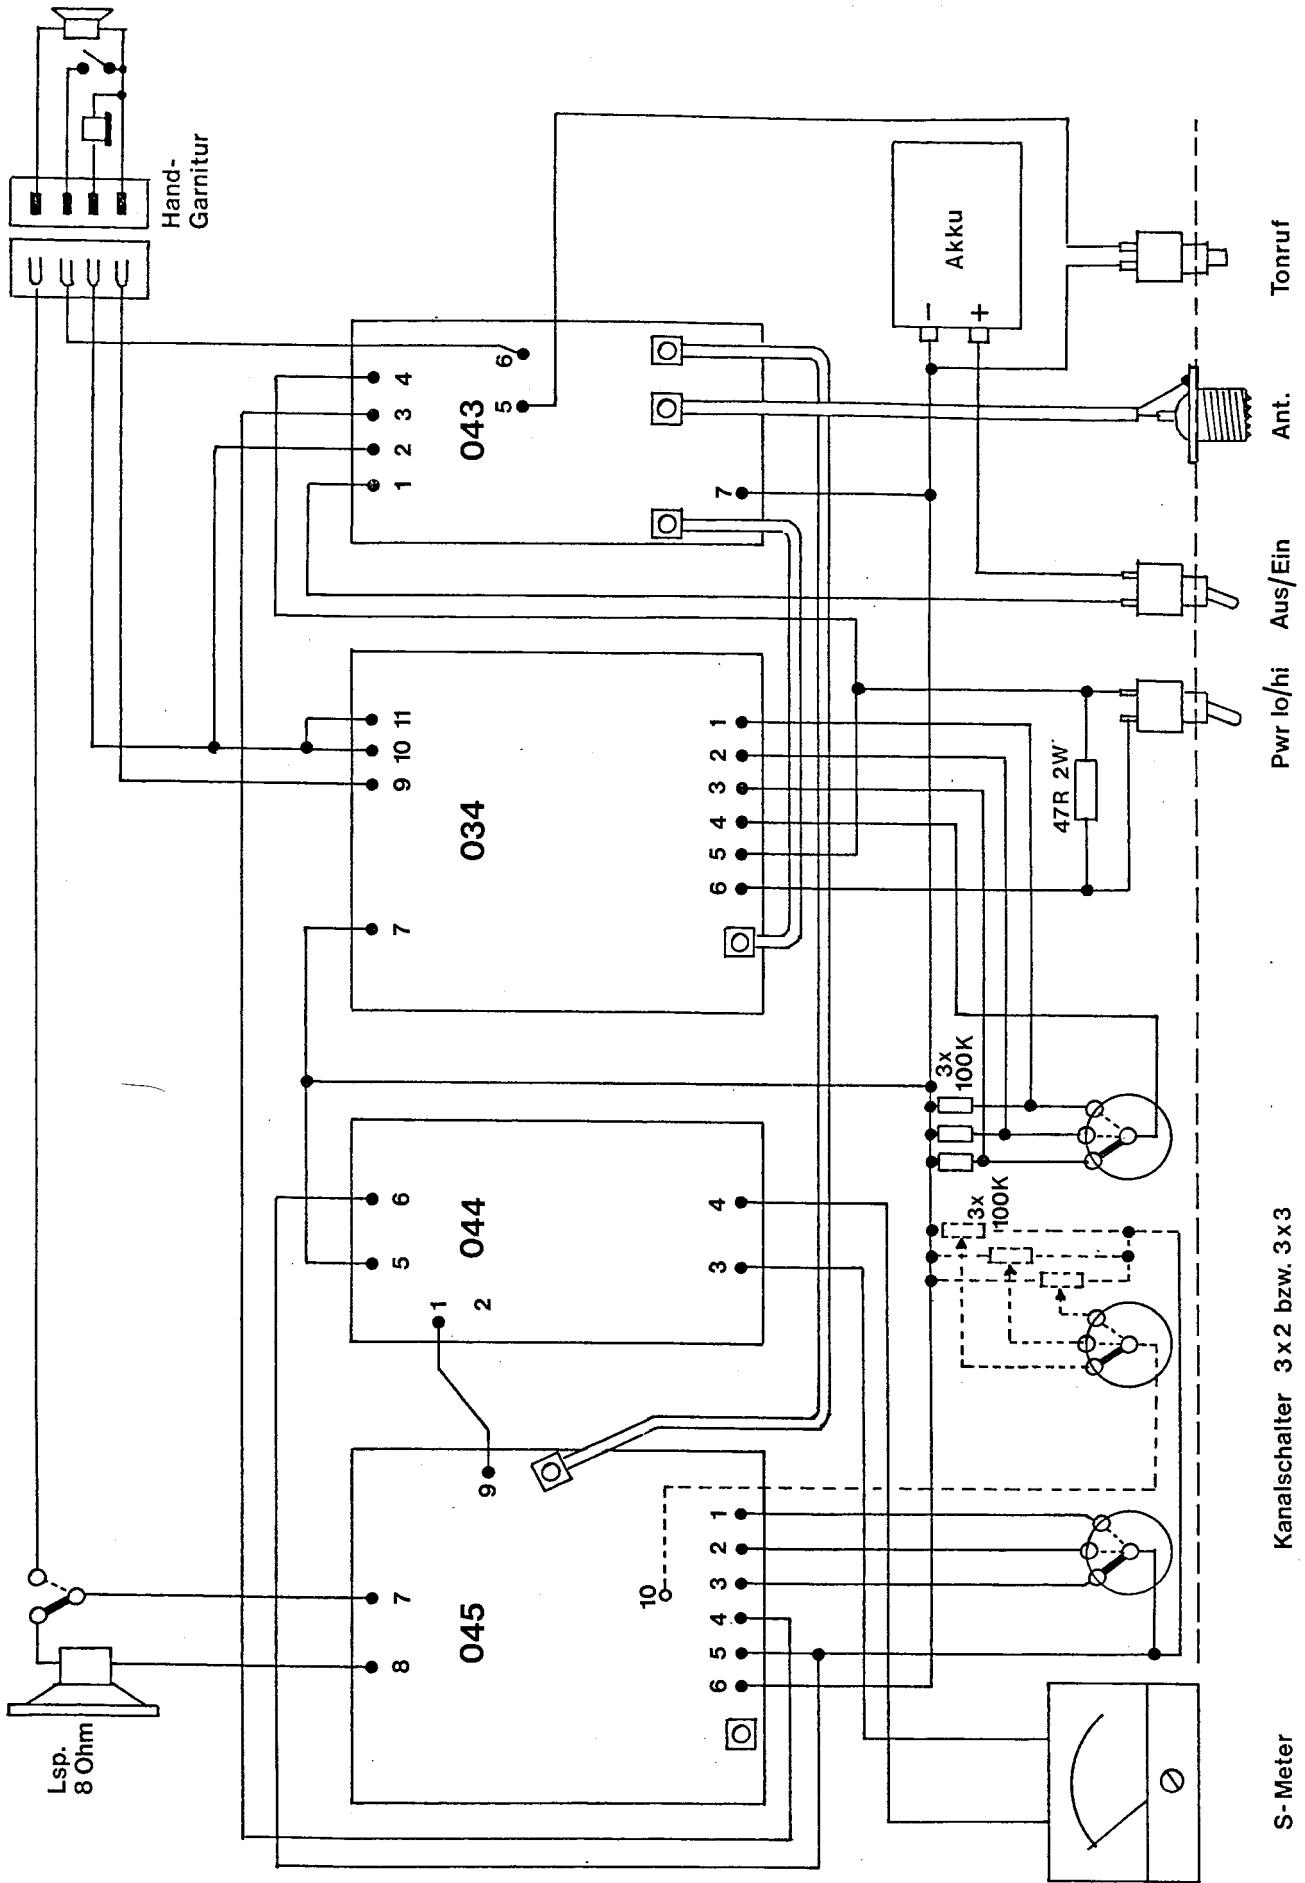 Lsp.
8 Ohm
Hand-
Garnitur
8
7
5
6
7
9
10
11
1
2
3
4
045
9
1
2
044
034
043
5
6
10
6
5
4
3
2
1
3
4
6
5
4
3
2
1
7
-
+
Akku
3x
100K
3x
100K
47R 2W
S-Meter
Kanalschalter 3x2 bzw. 3x3
Pwr lo/hi
Aus/Ein
Ant.
Tonruf